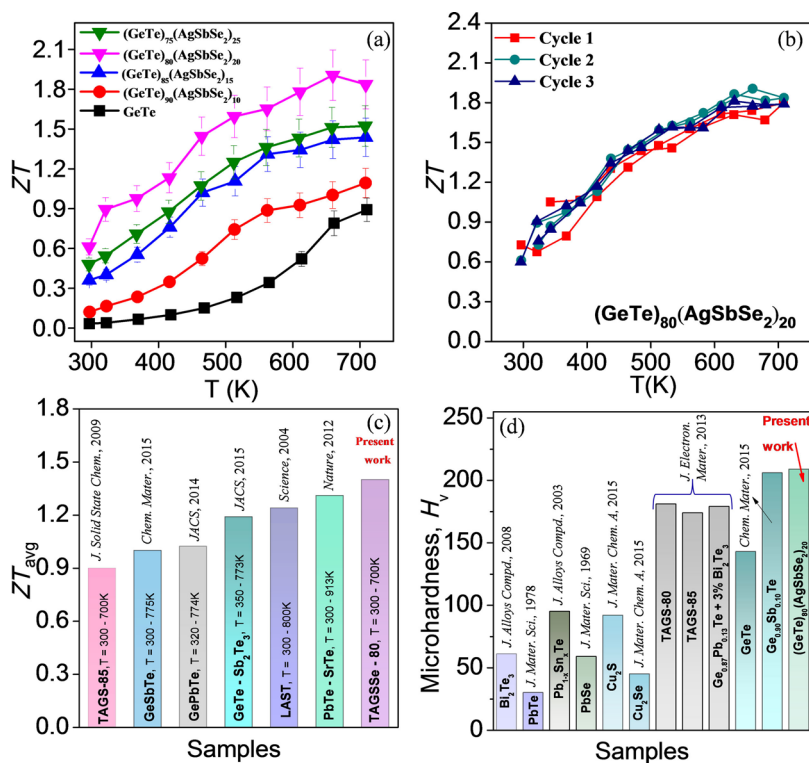 (a)
(GeTe)₇₅(AgSbSe₂)₂₅
(GeTe)₈₀(AgSbSe₂)₂₀
(GeTe)₈₅(AgSbSe₂)₁₅
(GeTe)₉₀(AgSbSe₂)₁₀
GeTe
ZT
2.1
1.8
1.5
1.2
0.9
0.6
0.3
0.0
300 400 500 600 700
T (K)
(b)
Cycle 1
Cycle 2
Cycle 3
ZT
2.4
2.1
1.8
1.5
1.2
0.9
0.6
0.3
0.0
(GeTe)₈₀(AgSbSe₂)₂₀
200 300 400 500 600 700 800
T(K)
(c)
ZTavg
1.8
1.5
1.2
0.9
0.6
0.3
0.0
J. Solid State Chem., 2009
Chem. Mater., 2015
JACS, 2014
JACS, 2015
Science, 2004
Nature, 2012
Present
work
TAGS-85, T = 300 - 700K
GeSbTe, T = 300 - 775K
GePbTe, T = 320 - 774K
GeTe - Sb₂Te₃, T = 350 - 773K
LAST, T = 300 - 800K
PbTe - SrTe, T = 300 - 913K
TAGSSe - 80, T = 300 - 700K
Samples
(d)
Microhardness, Hᵥ
250
200
150
100
50
0
J. Alloys Compd., 2008
J. Mater. Sci, 1978
J. Alloys Compd., 2003
J. Mater. Sci, 1969
J. Mater. Chem. A, 2015
J. Mater. Chem A, 2015
J. Electron.
Mater., 2013
Chem. Mater., 2015
Present
work
Bi₂Te₃
PbTe
Pb₁₋ₓSnₓTe
PbSe
Cu₂S
Cu₂Se
TAGS-80
TAGS-85
Ge₀.₈₇Pb₀.₁₃Te + 3% Bi₂Te₃
GeTe
Ge₀.₉₀Sb₀.₁₀Te
(GeTe)₈₀(AgSbSe₂)₂₀
Samples